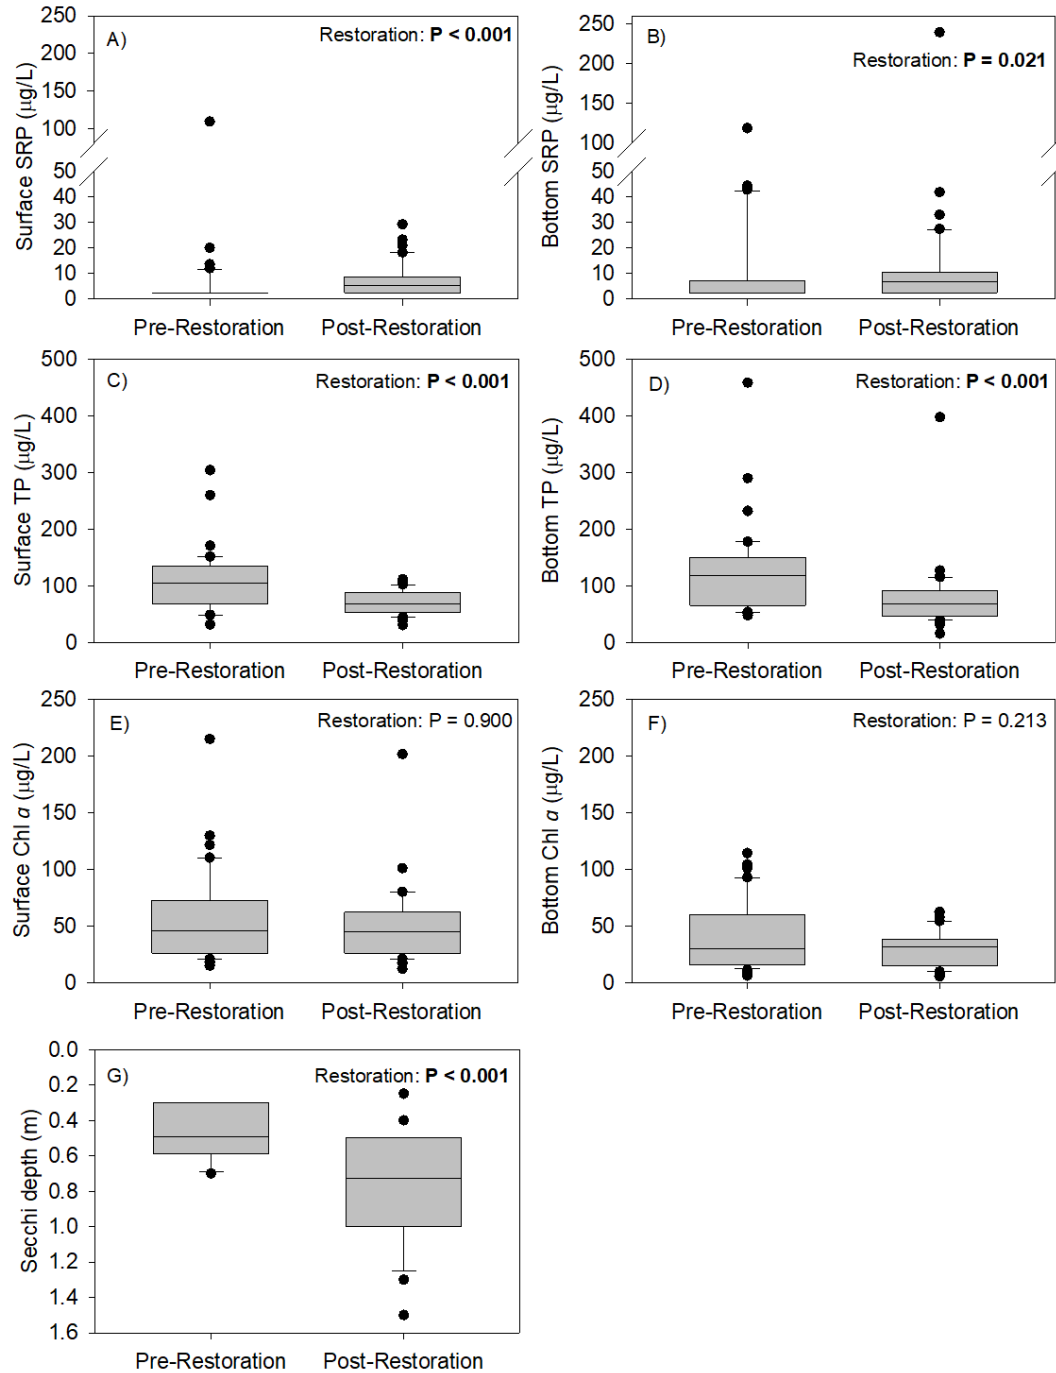 A)
Restoration: P < 0.001
Surface SRP (μg/L)
250
200
150
100
50
40
30
20
10
0
Pre-Restoration Post-Restoration
B)
Restoration: P = 0.021
Bottom SRP (μg/L)
250
200
150
100
50
40
30
20
10
0
Pre-Restoration Post-Restoration
C)
Restoration: P < 0.001
Surface TP (μg/L)
500
400
300
200
100
0
Pre-Restoration Post-Restoration
D)
Restoration: P < 0.001
Bottom TP (μg/L)
500
400
300
200
100
0
Pre-Restoration Post-Restoration
E)
Restoration: P = 0.900
Surface Chl a (μg/L)
250
200
150
100
50
0
Pre-Restoration Post-Restoration
F)
Restoration: P = 0.213
Bottom Chl a (μg/L)
250
200
150
100
50
0
Pre-Restoration Post-Restoration
G)
Restoration: P < 0.001
Secchi depth (m)
0.0
0.2
0.4
0.6
0.8
1.0
1.2
1.4
1.6
Pre-Restoration Post-Restoration